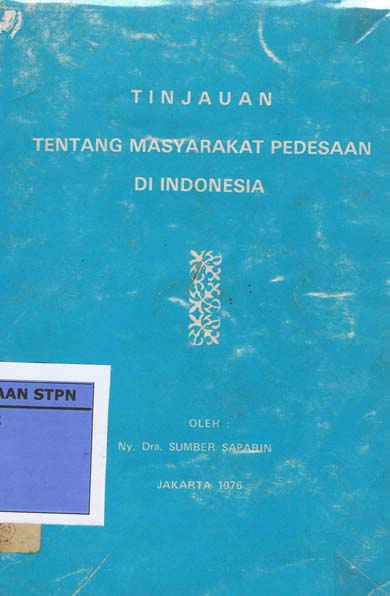 TINJAUAN
TENTANG MASYARAKAT PEDESAAN
DI INDONESIA
AAN STPN
OLEH :
Ny. Dra. SUMBER SAPARIN
JAKARTA 1976